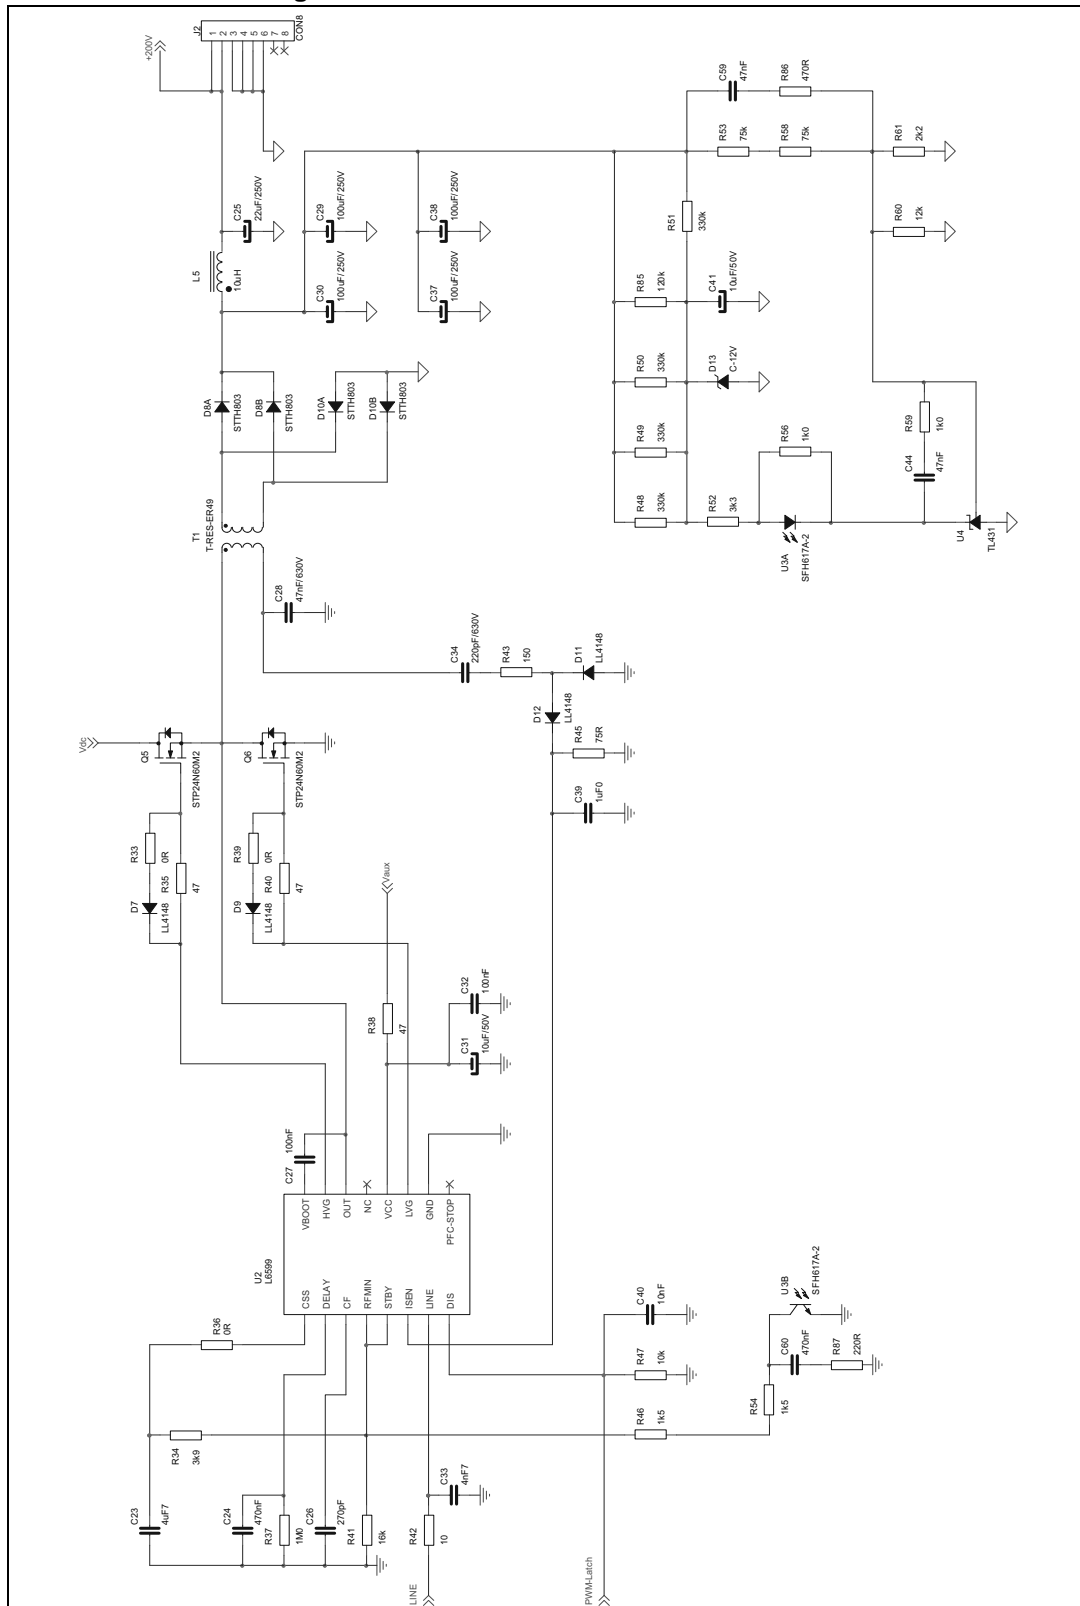 J2
CON8
1
2
3
4
5
6
7
8
+200V
C59
47nF
R86
470R
R53
75k
R58
75k
R61
2k2
R60
12k
R51
330k
C25
22uF/250V
C29
100uF/250V
C38
100uF/250V
L5
10uH
C30
100uF/250V
C37
100uF/250V
R85
120k
C41
10uF/50V
R50
330k
D13
C-12V
R49
330k
R56
1k0
R59
1k0
C44
47nF
R48
330k
R52
3k3
U3A
SFH617A-2
U4
TL431
D8A
STTH803
D8B
STTH803
D10A
STTH803
D10B
STTH803
T1
T-RES-ER49
C28
47nF/630V
C34
220pF/630V
R43
150
D11
LL4148
D12
LL4148
R45
75R
C39
1uF0
Vdc
Q5
STP24N60M2
Q6
STP24N60M2
R33
0R
D7
LL4148
R35
47
R39
0R
D9
LL4148
R40
47
Vaux
R38
47
C32
100nF
C31
10uF/50V
C27
100nF
U2
L6599
VBOOT
HVG
OUT
NC
VCC
LVG
GND
PFC-STOP
CSS
DELAY
CF
RFMIN
STBY
ISEN
LINE
DIS
R36
0R
R34
3k9
C23
4uF7
C24
470nF
R37
1M0
C26
270pF
R41
16k
R42
10
C33
4nF7
LINE
PWM-Latch
C40
10nF
R47
10k
R46
1k5
R54
1k5
C60
470nF
R87
220R
U3B
SFH617A-2